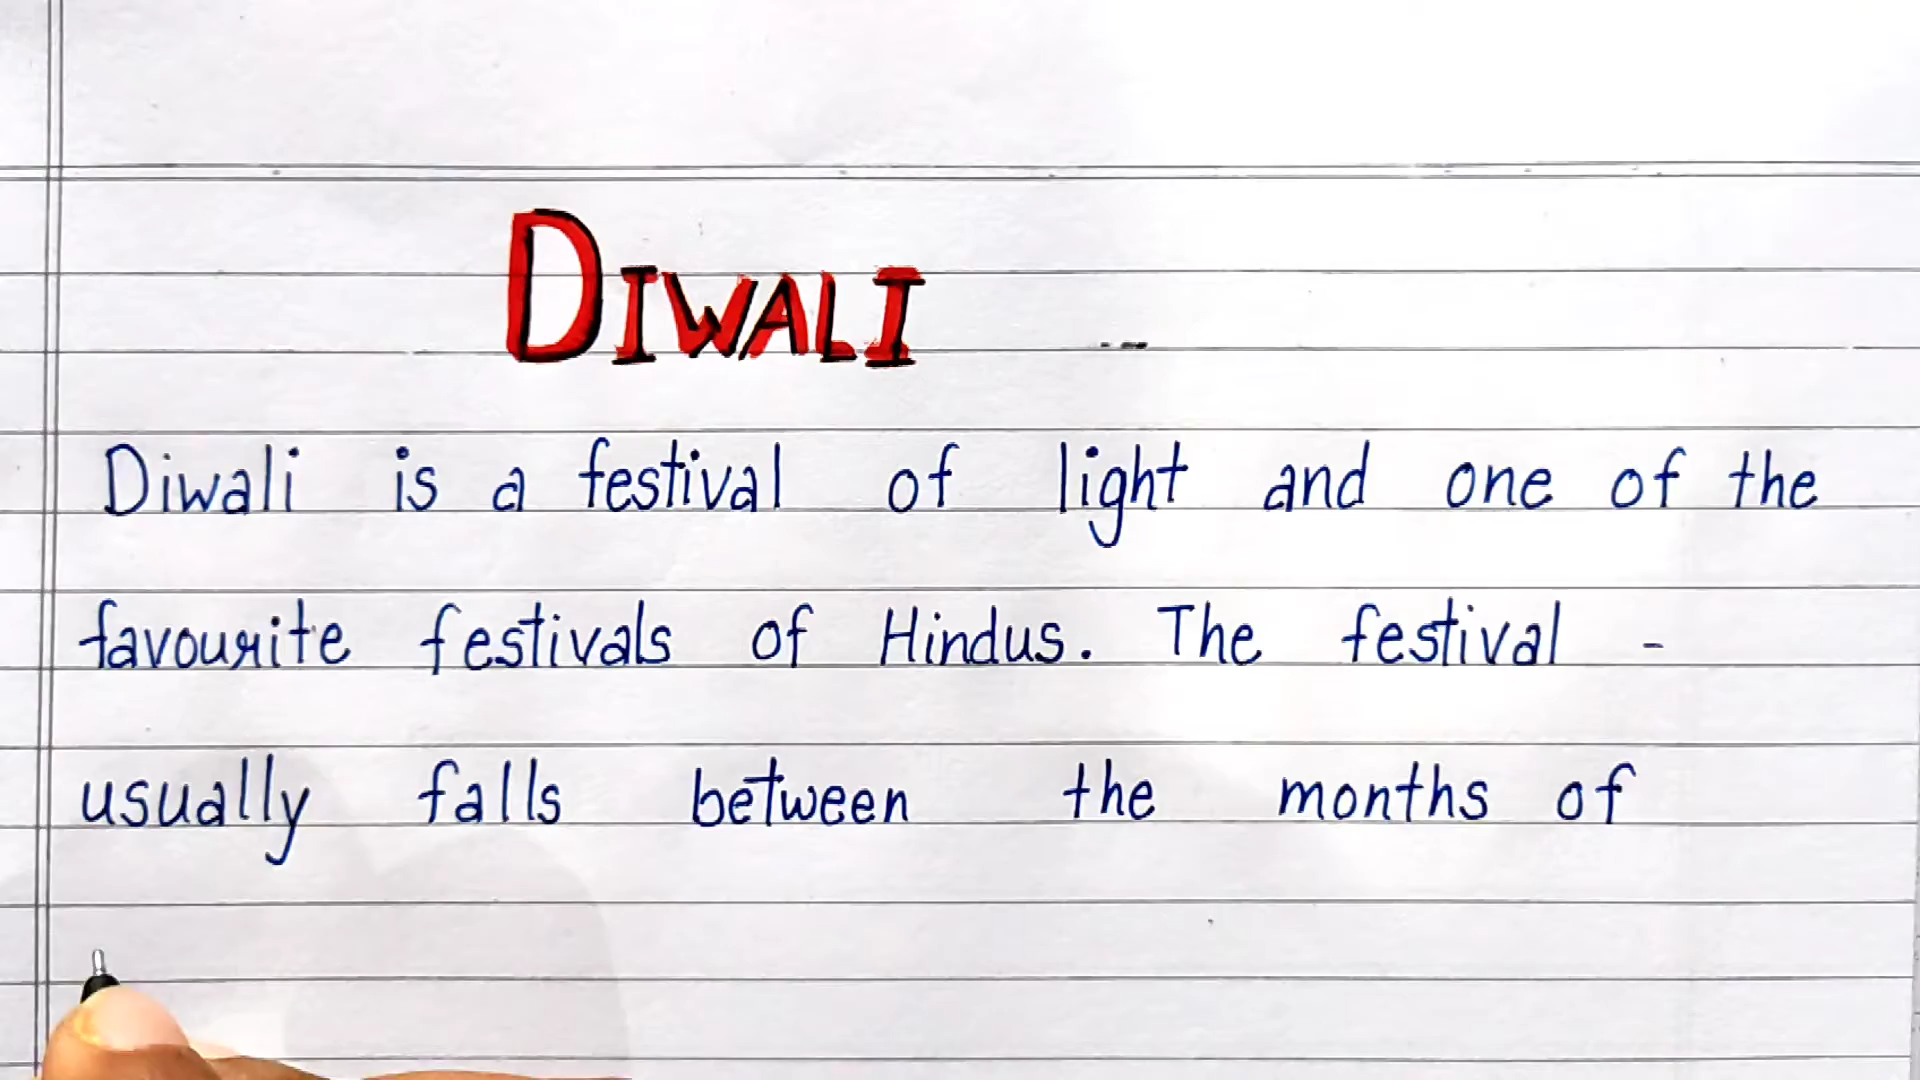 DIWALI
Diwali is a festival of light and one of the
favourite festivals of Hindus. The festival -
usually falls between the months of